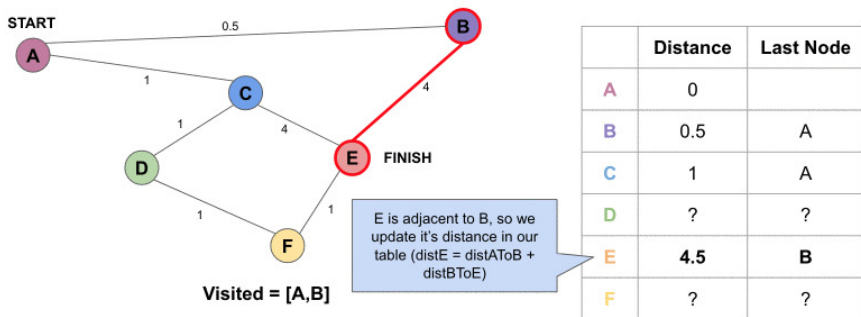 START
0.5
B
A
1
C
4
1
4
D
E
FINISH
1
1
F
Visited = [A,B]
E is adjacent to B, so we
update it's distance in our
table (distE = distAToB +
distBToE)
Distance Last Node
A 0
B 0.5 A
C 1 A
D ? ?
E 4.5 B
F ? ?